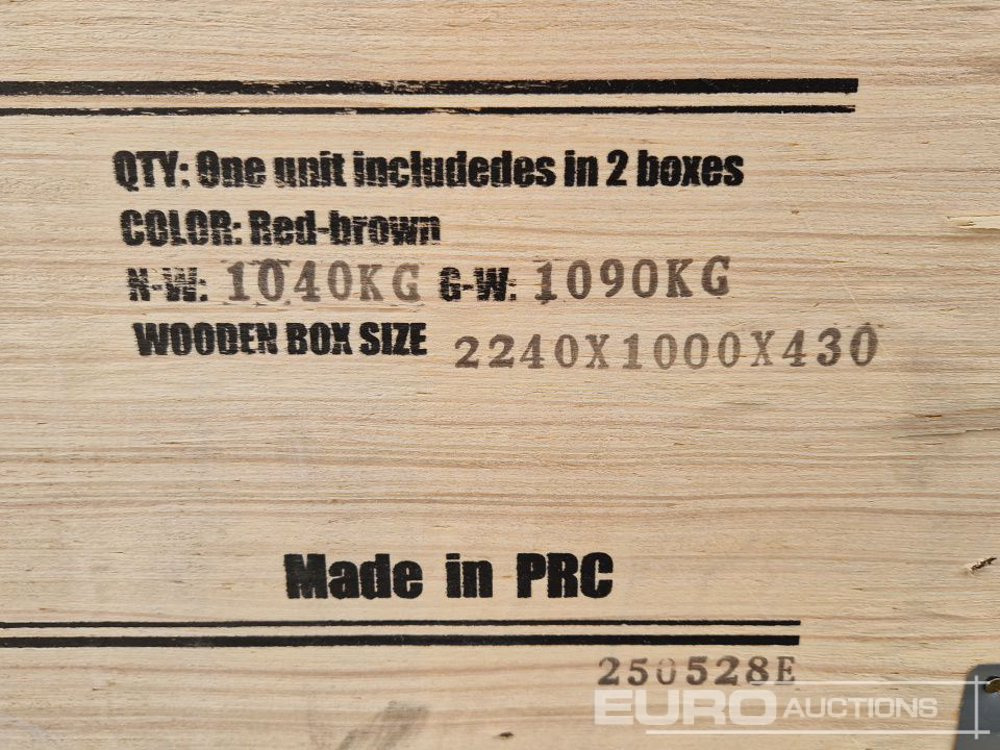 QTY: One unit includedes in 2 boxes
COLOR: Red-brown
N-W: 1040KG G-W: 1090KG
WOODEN BOX SIZE 2240X1000X430
Made in PRC
250528E
EURO AUCTIONS